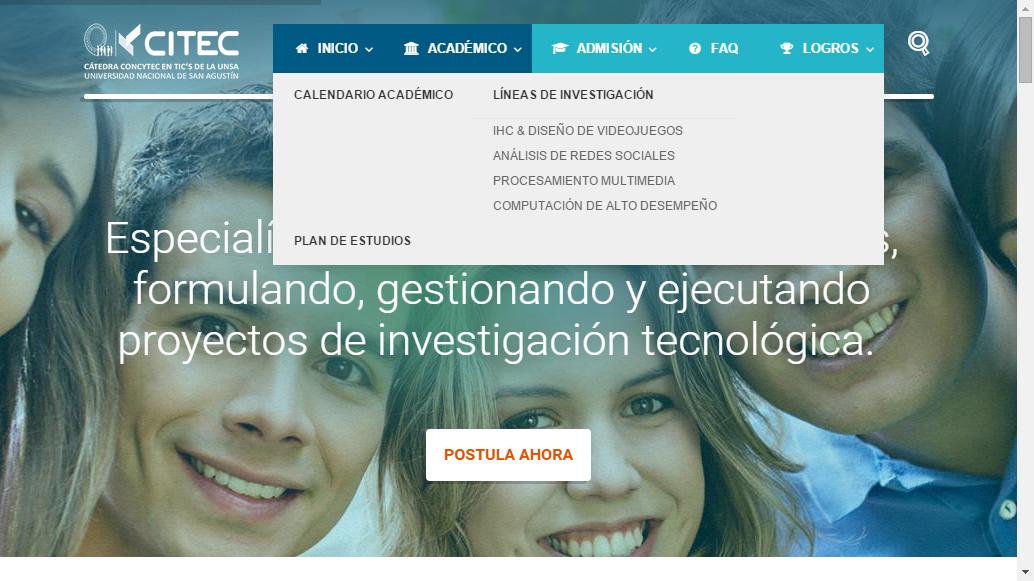 CITEC
CÁTEDRA CONCYTEC EN TIC'S DE LA UNSA
UNIVERSIDAD NACIONAL DE SAN AGUSTÍN
INICIO
ACADÉMICO
ADMISIÓN
FAQ
LOGROS
CALENDARIO ACADÉMICO
LÍNEAS DE INVESTIGACIÓN
IHC & DISEÑO DE VIDEOJUEGOS
ANÁLISIS DE REDES SOCIALES
PROCESAMIENTO MULTIMEDIA
COMPUTACIÓN DE ALTO DESEMPEÑO
PLAN DE ESTUDIOS
formulando, gestionando y ejecutando
proyectos de investigación tecnológica.
POSTULA AHORA